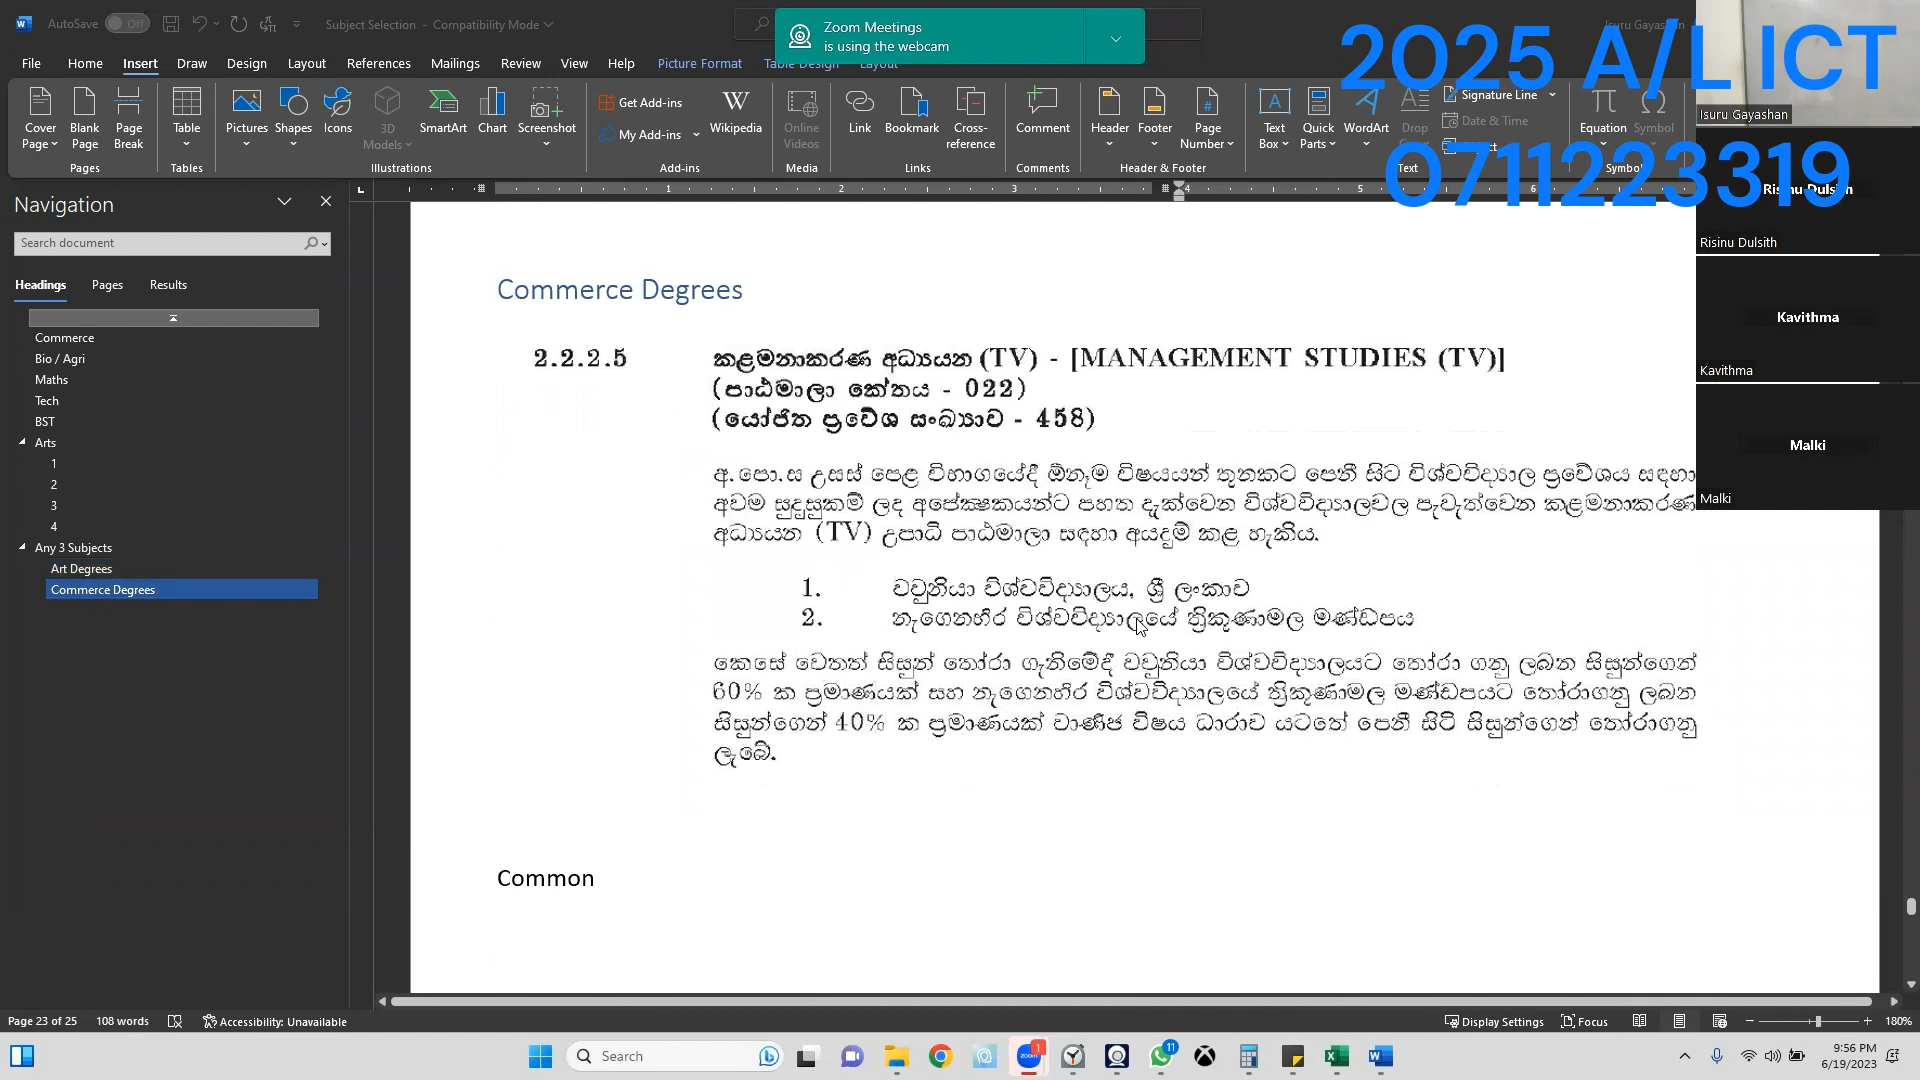 AutoSave Off Subject Selection - Compatibility Mode
Zoom Meetings
is using the webcam
2025 A/L ICT
0711223319
File Home Insert Draw Design Layout References Mailings Review View Help Picture Format
Cover Page
Blank Page
Page Break
Table
Pictures
Shapes
Icons
3D Models
SmartArt
Chart
Screenshot
Get Add-ins
My Add-ins
Wikipedia
Online Videos
Link
Bookmark
Cross-reference
Comment
Header
Footer
Page Number
Text Box
Quick Parts
WordArt
Drop
Signature Line
Date & Time
Equation
Symbol
Pages Tables Illustrations Add-ins Media Links Comments Header & Footer Text
Isuru Gayashan
Risinu Dulsith
Kavithma
Kavithma
Malki
Malki
Navigation
Search document
Headings Pages Results
Commerce
Bio / Agri
Maths
Tech
BST
Arts
1
2
3
4
Any 3 Subjects
Art Degrees
Commerce Degrees
Commerce Degrees
2.2.2.5 කළමනාකරණ අධ්‍යයන (TV) - [MANAGEMENT STUDIES (TV)]
(පාඨමාලා කේතය - 022)
(යෝජිත ප්‍රවේශ සංඛ්‍යාව - 458)
අ.පො.ස උසස් පෙළ විභාගයේදී ඕනෑම විෂයයන් තුනකට පෙනී සිට විශ්වවිද්‍යාල ප්‍රවේශය සඳහා
අවම සුදුසුකම් ලද අපේක්ෂකයන්ට පහත දැක්වෙන විශ්වවිද්‍යාලවල පැවැත්වෙන කළමනාකරණ
අධ්‍යයන (TV) උපාධි පාඨමාලා සඳහා අයදුම් කළ හැකිය.
1. වවුනියා විශ්වවිද්‍යාලය, ශ්‍රී ලංකාව
2. නැගෙනහිර විශ්වවිද්‍යාලයේ ත්‍රිකුණාමල මණ්ඩපය
කෙසේ වෙතත් සිසුන් තෝරා ගැනිමේදී වවුනියා විශ්වවිද්‍යාලයට තෝරා ගනු ලබන සිසුන්ගෙන්
60% ක ප්‍රමාණයක් සහ නැගෙනහිර විශ්වවිද්‍යාලයේ ත්‍රිකුණාමල මණ්ඩපයට තෝරාගනු ලබන
සිසුන්ගෙන් 40% ක ප්‍රමාණයක් වාණිජ විෂය ධාරාව යටතේ පෙනී සිටි සිසුන්ගෙන් තෝරාගනු
ලැබේ.
Common
Page 23 of 25 108 words Accessibility: Unavailable Display Settings Focus 180%
Search
9:56 PM
6/19/2023